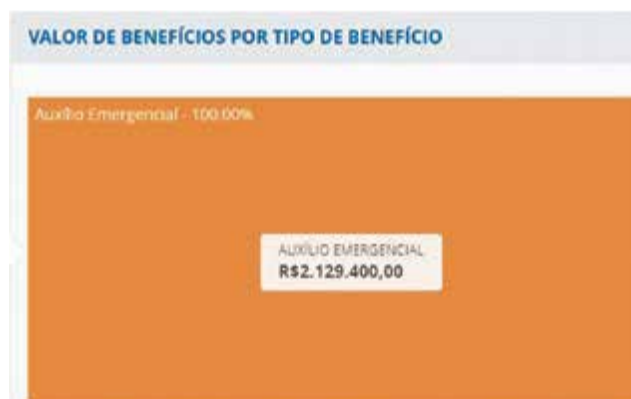 VALOR DE BENEFÍCIOS POR TIPO DE BENEFÍCIO
Auxílio Emergencial - 100.00%
AUXÍLIO EMERGENCIAL
R$2.129.400,00